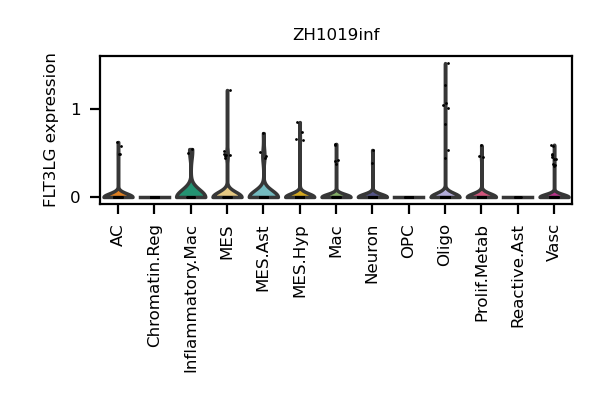 ZH1019inf
FLT3LG expression
1
0
AC
Chromatin.Reg
Inflammatory.Mac
MES
MES.Ast
MES.Hyp
Mac
Neuron
OPC
Oligo
Prolif.Metab
Reactive.Ast
Vasc